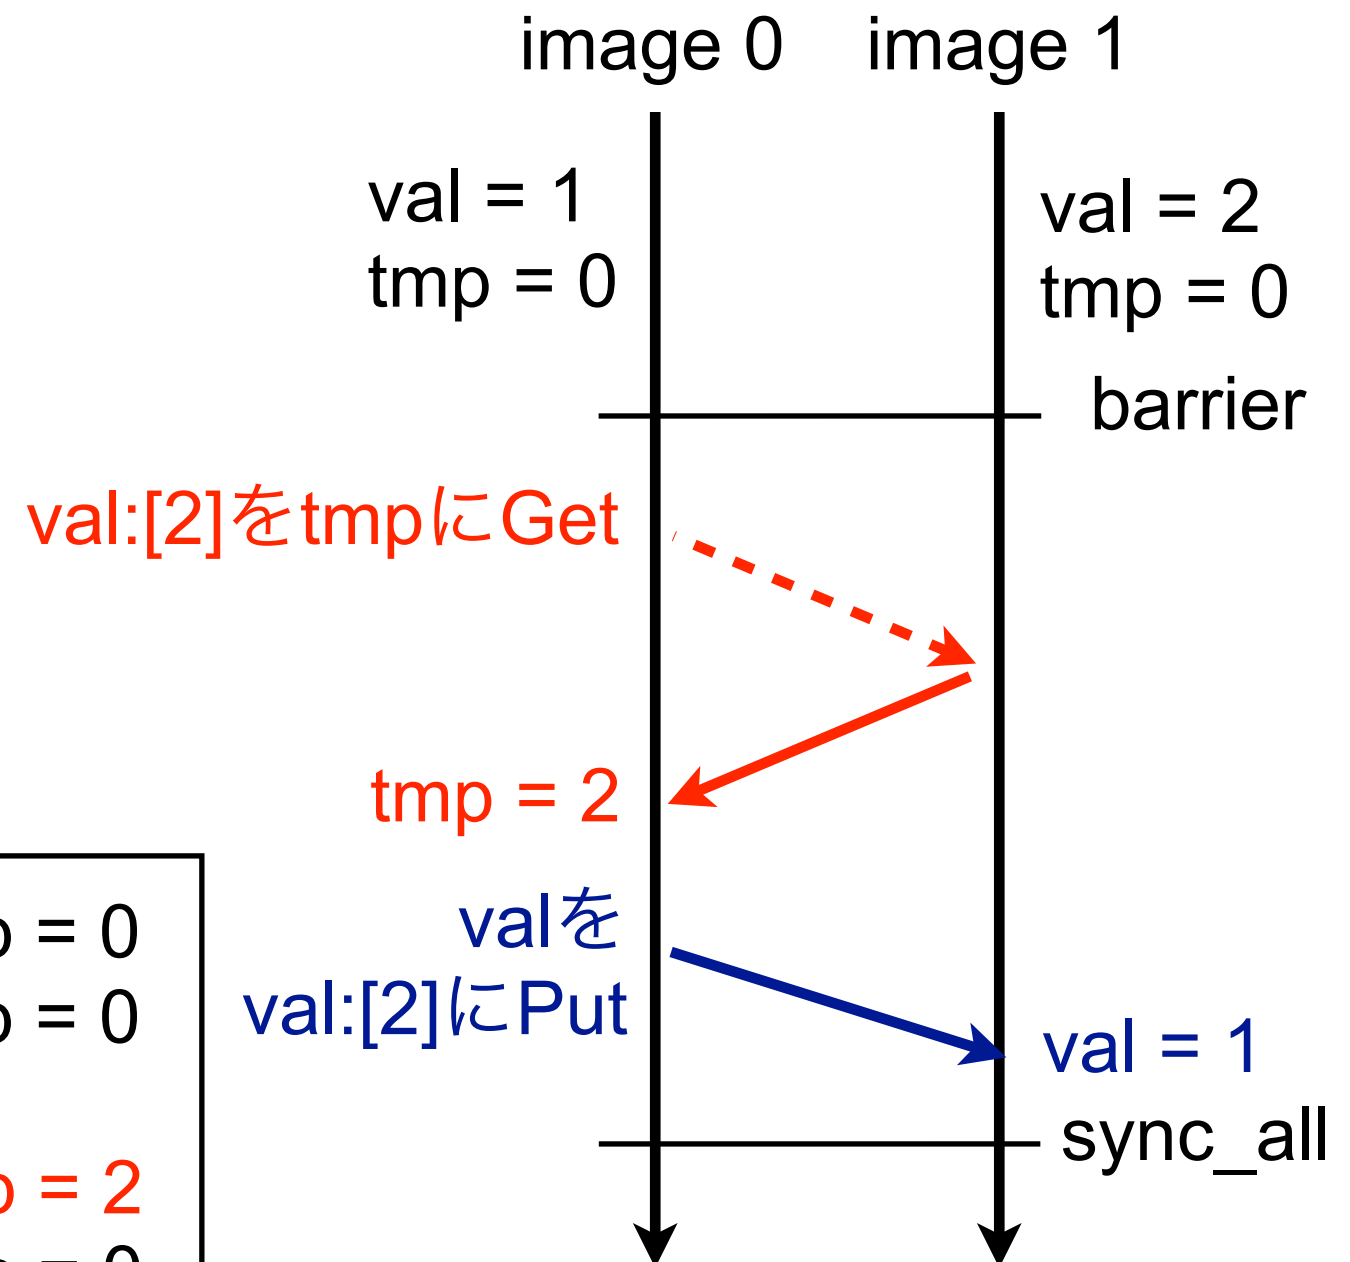 image 0 image 1
val = 1
tmp = 0
val = 2
tmp = 0
barrier
val:[2]をtmpにGet
tmp = 2
valを
val:[2]にPut
val = 1
sync_all
= 0
= 0
= 2